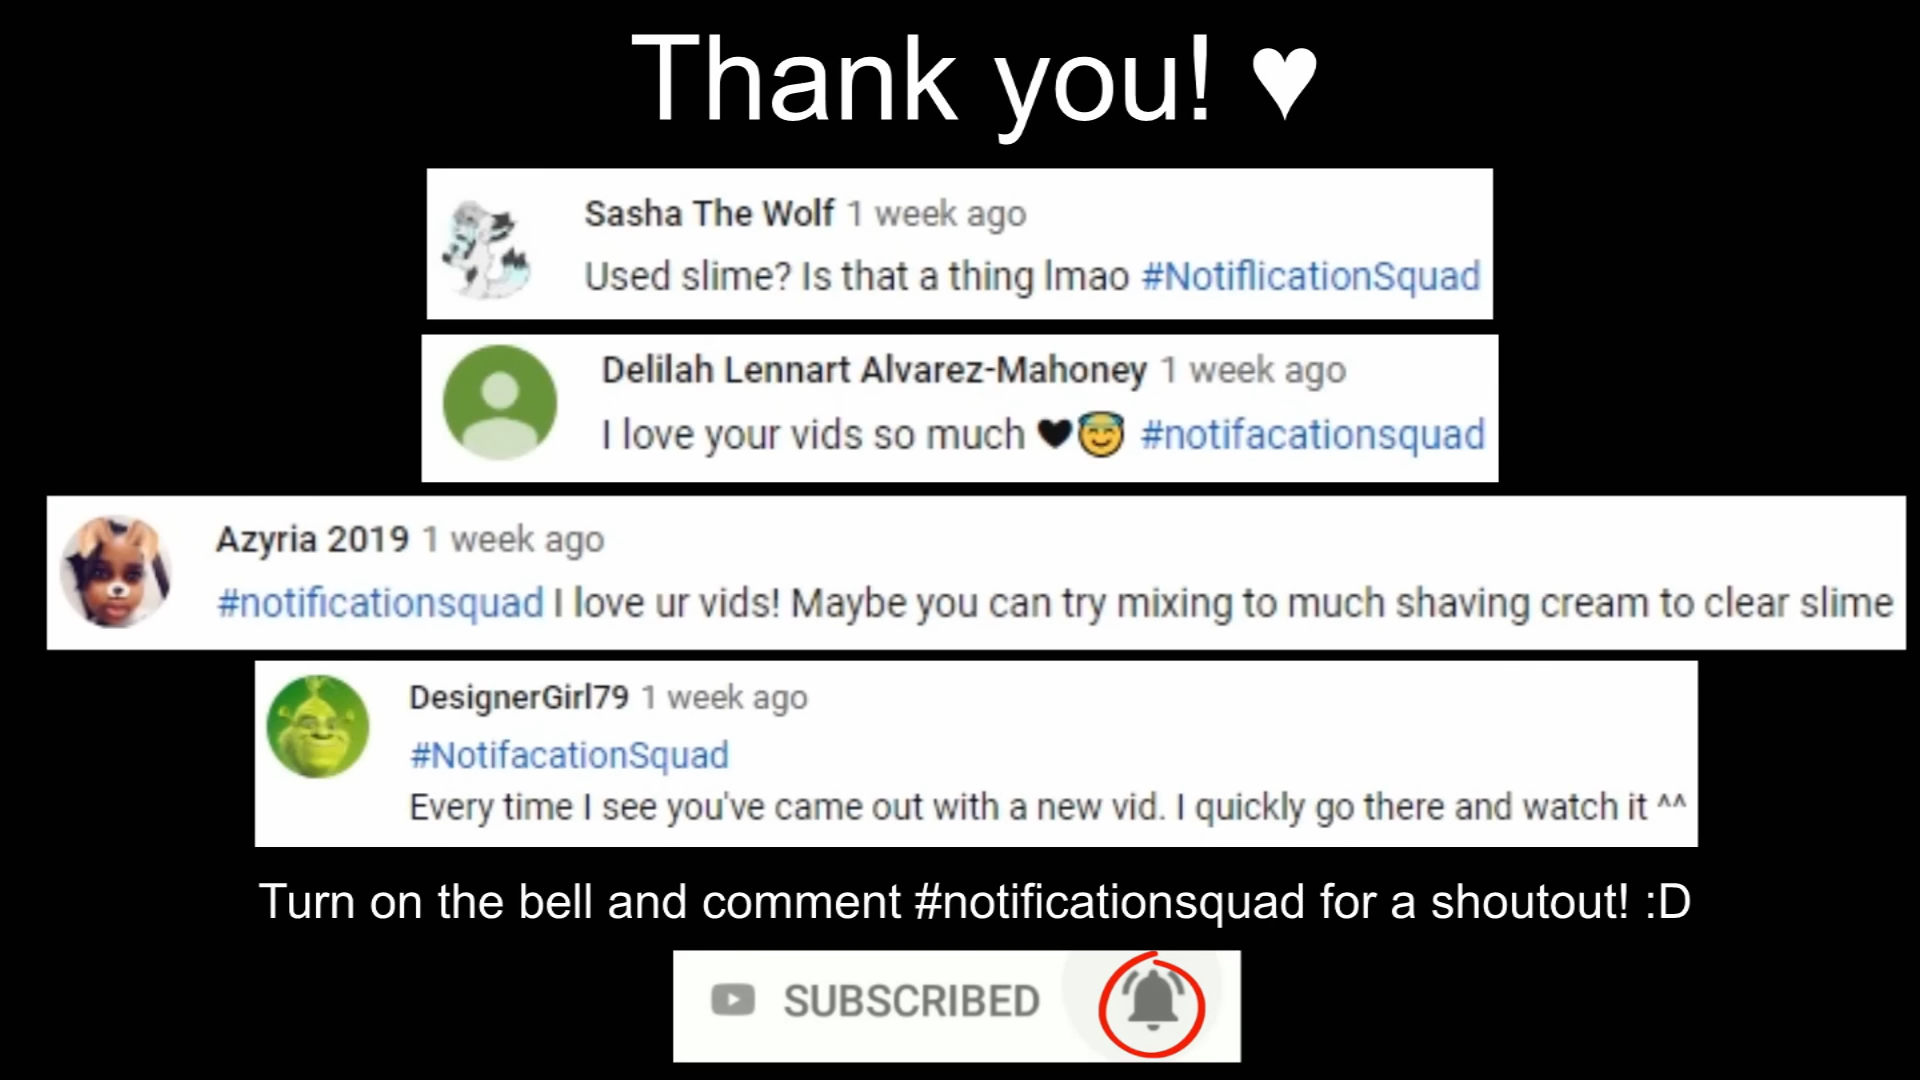 Thank you! ♥
Sasha The Wolf 1 week ago
Used slime? Is that a thing lmao #NotiflicationSquad
Delilah Lennart Alvarez-Mahoney 1 week ago
I love your vids so much 🖤😇 #notifacationsquad
Azyria 2019 1 week ago
#notificationsquad I love ur vids! Maybe you can try mixing to much shaving cream to clear slime
DesignerGirl79 1 week ago
#NotifacationSquad
Every time I see you've came out with a new vid. I quickly go there and watch it ^^
Turn on the bell and comment #notificationsquad for a shoutout! :D
SUBSCRIBED